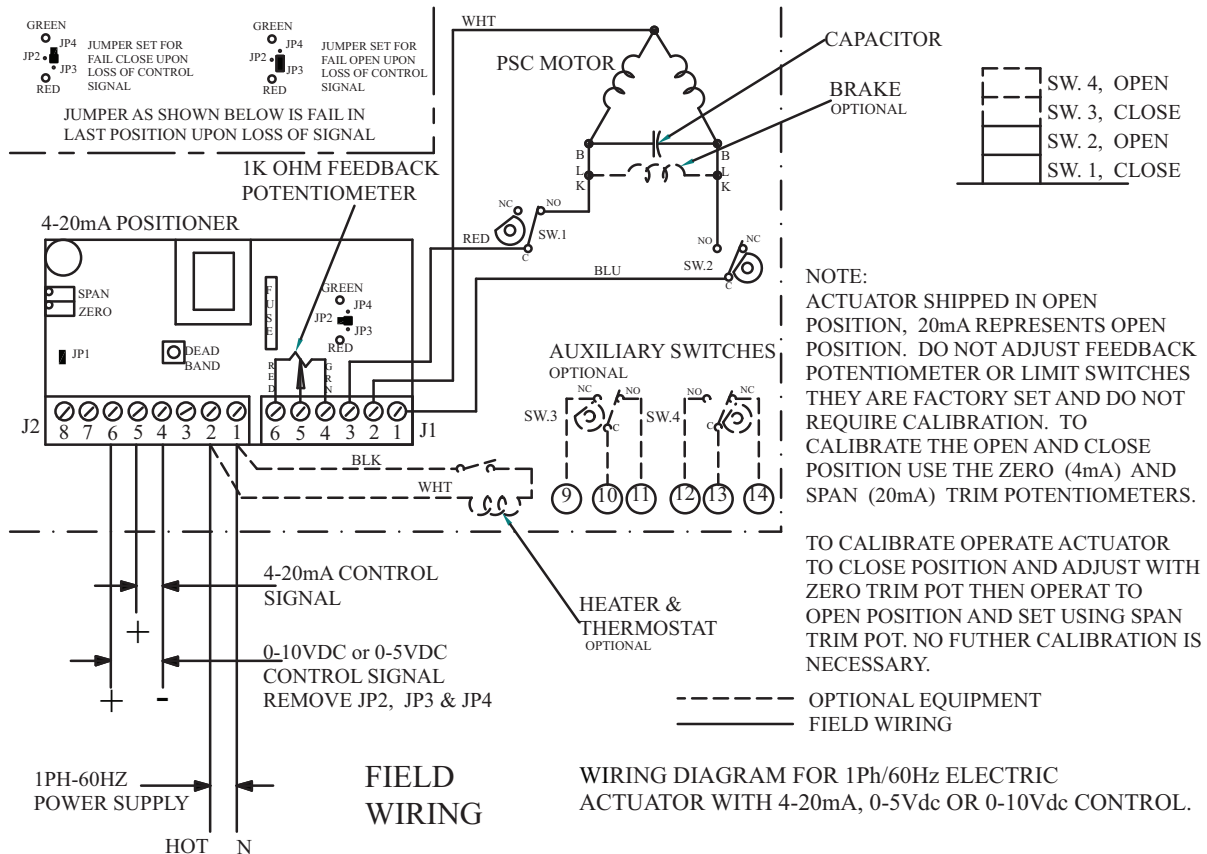 GREEN
JP4
JP2
JP3
RED
JUMPER SET FOR
FAIL CLOSE UPON
LOSS OF CONTROL
SIGNAL
GREEN
JP4
JP2
JP3
RED
JUMPER SET FOR
FAIL OPEN UPON
LOSS OF CONTROL
SIGNAL
JUMPER AS SHOWN BELOW IS FAIL IN
LAST POSITION UPON LOSS OF SIGNAL
WHT
PSC MOTOR
CAPACITOR
BRAKE
OPTIONAL
BLK
BLK
SW. 4, OPEN
SW. 3, CLOSE
SW. 2, OPEN
SW. 1, CLOSE
1K OHM FEEDBACK
POTENTIOMETER
4-20mA POSITIONER
NC
NO
RED
SW.1
C
NO
NC
SW.2
C
BLU
SPAN
ZERO
JP1
DEAD
BAND
FUSE
GREEN
JP4
JP2
JP3
RED
RED
GRN
J2
8 7 6 5 4 3 2 1
6 5 4 3 2 1
J1
BLK
WHT
AUXILIARY SWITCHES
OPTIONAL
NC
NO
SW.3
C
NO
NC
SW.4
C
9 10 11 12 13 14
NOTE:
ACTUATOR SHIPPED IN OPEN
POSITION, 20mA REPRESENTS OPEN
POSITION. DO NOT ADJUST FEEDBACK
POTENTIOMETER OR LIMIT SWITCHES
THEY ARE FACTORY SET AND DO NOT
REQUIRE CALIBRATION. TO
CALIBRATE THE OPEN AND CLOSE
POSITION USE THE ZERO (4mA) AND
SPAN (20mA) TRIM POTENTIOMETERS.
TO CALIBRATE OPERATE ACTUATOR
TO CLOSE POSITION AND ADJUST WITH
ZERO TRIM POT THEN OPERAT TO
OPEN POSITION AND SET USING SPAN
TRIM POT. NO FUTHER CALIBRATION IS
NECESSARY.
4-20mA CONTROL
SIGNAL
+
0-10VDC or 0-5VDC
CONTROL SIGNAL
REMOVE JP2, JP3 & JP4
+ -
HEATER &
THERMOSTAT
OPTIONAL
OPTIONAL EQUIPMENT
FIELD WIRING
1PH-60HZ
POWER SUPPLY
HOT N
FIELD
WIRING
WIRING DIAGRAM FOR 1Ph/60Hz ELECTRIC
ACTUATOR WITH 4-20mA, 0-5Vdc OR 0-10Vdc CONTROL.